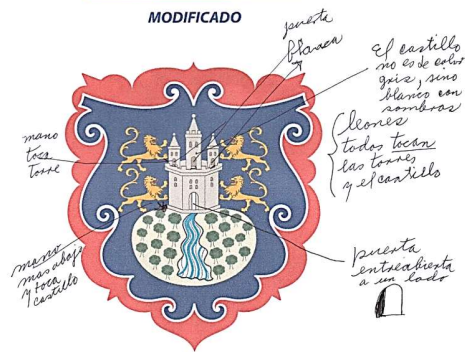 MODIFICADO
puerta
blanca
El castillo
no es de color
gris, sino
blanco con
sombras
leones
todos tocan
las torres
y el castillo
mano
toca
torre
mano
mas abajo
y toca
castillo
puerta
entreabierta
a un lado